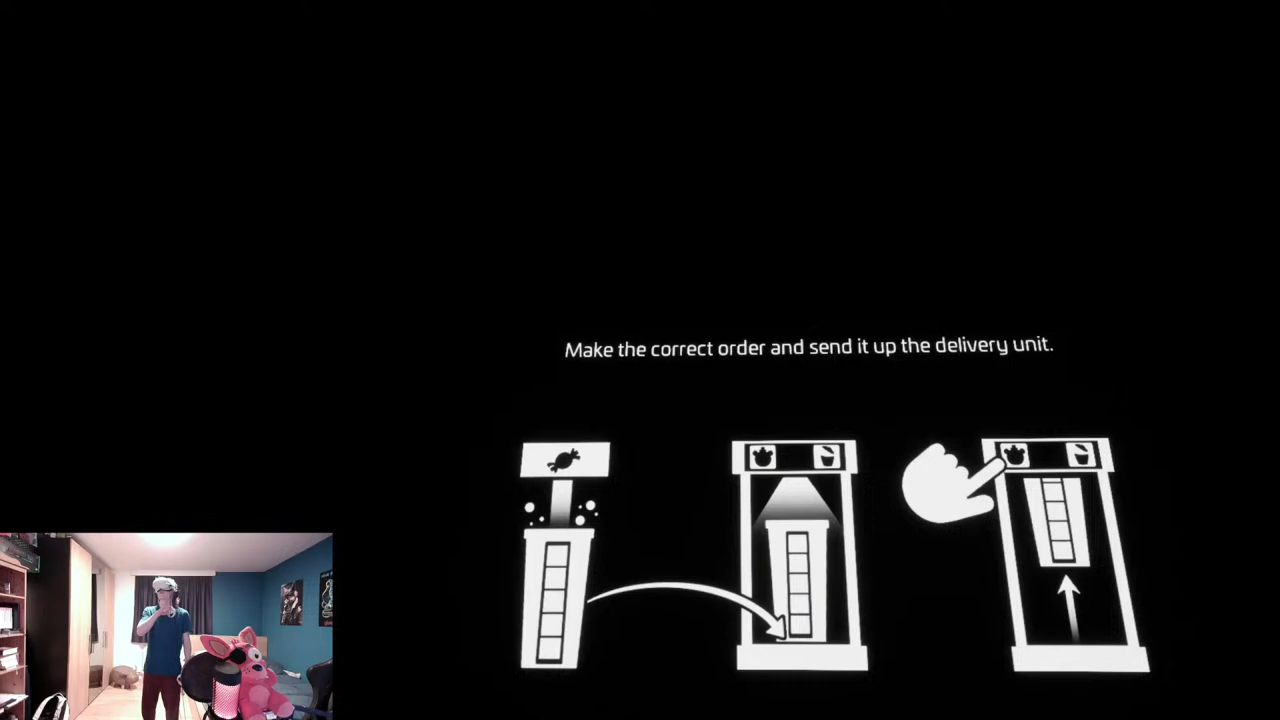 Make the correct order and send it up the delivery unit.